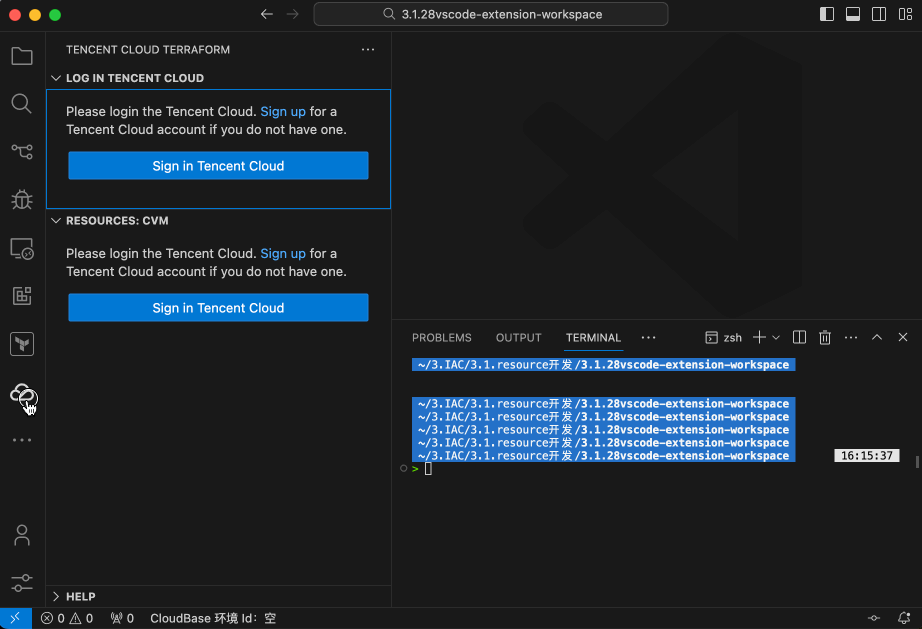 3.1.28vscode-extension-workspace
TENCENT CLOUD TERRAFORM
LOG IN TENCENT CLOUD
Please login the Tencent Cloud. Sign up for a
Tencent Cloud account if you do not have one.
Sign in Tencent Cloud
RESOURCES: CVM
Please login the Tencent Cloud. Sign up for a
Tencent Cloud account if you do not have one.
Sign in Tencent Cloud
HELP
PROBLEMS OUTPUT TERMINAL ··· zsh ···
~/3.IAC/3.1.resource开发/3.1.28vscode-extension-workspace
~/3.IAC/3.1.resource开发/3.1.28vscode-extension-workspace
~/3.IAC/3.1.resource开发/3.1.28vscode-extension-workspace
~/3.IAC/3.1.resource开发/3.1.28vscode-extension-workspace
~/3.IAC/3.1.resource开发/3.1.28vscode-extension-workspace
~/3.IAC/3.1.resource开发/3.1.28vscode-extension-workspace 16:15:37
>
0 0 0 CloudBase 环境 Id：空